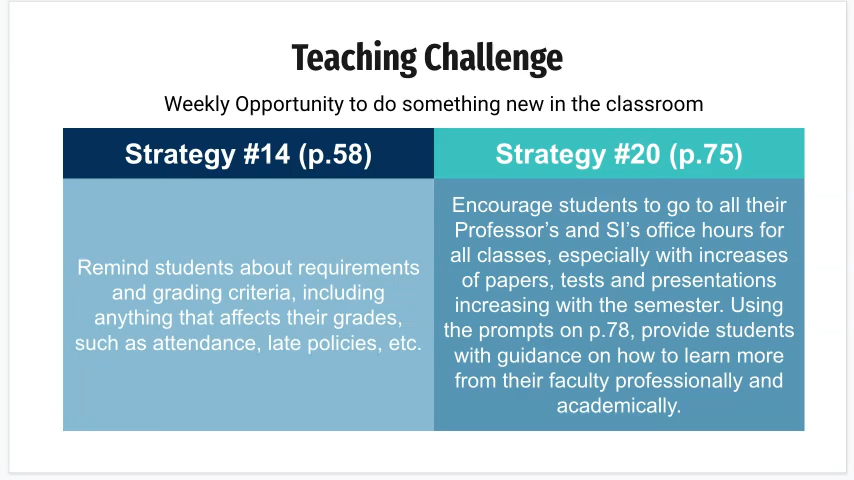 Teaching Challenge
Weekly Opportunity to do something new in the classroom
Strategy #14 (p.58)
Remind students about requirements
and grading criteria, including
anything that affects their grades,
such as attendance, late policies, etc.
Strategy #20 (p.75)
Encourage students to go to all their
Professor's and SI's office hours for
all classes, especially with increases
of papers, tests and presentations
increasing with the semester. Using
the prompts on p.78, provide students
with guidance on how to learn more
from their faculty professionally and
academically.